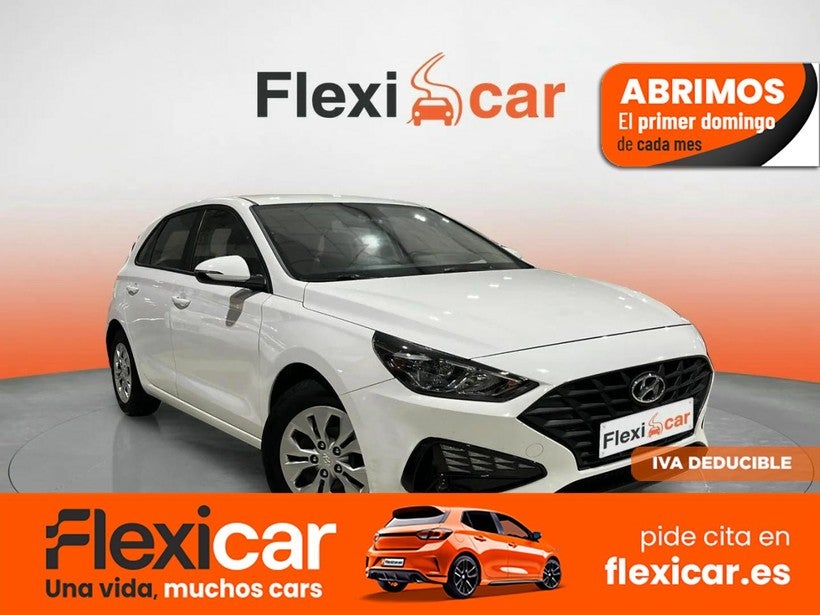 Flexicar
ABRIMOS
El primer domingo
de cada mes
Flexicar
IVA DEDUCIBLE
Flexicar
Una vida, muchos cars
pide cita en
flexicar.es